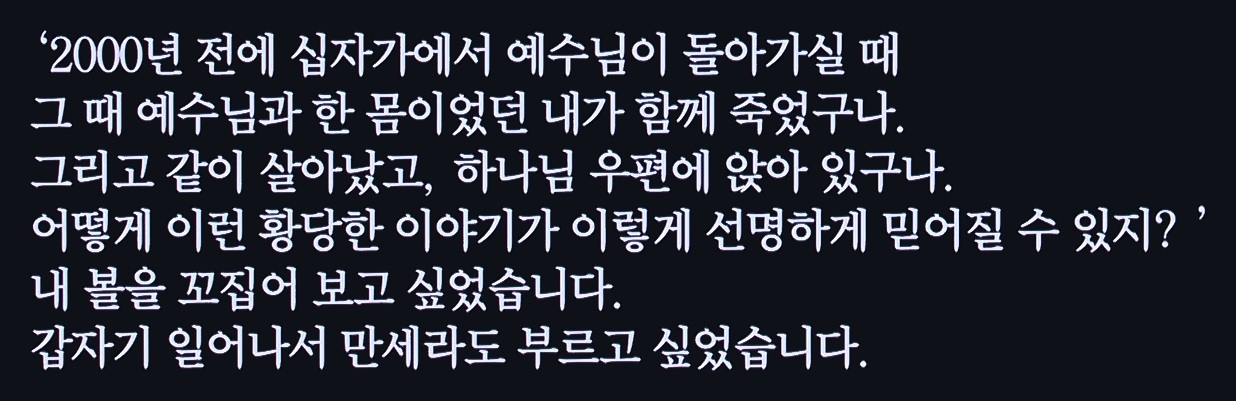 ‘2000년 전에 십자가에서 예수님이 돌아가실 때
그 때 예수님과 한 몸이었던 내가 함께 죽었구나.
그리고 같이 살아났고, 하나님 우편에 앉아 있구나.
어떻게 이런 황당한 이야기가 이렇게 선명하게 믿어질 수 있지? ’
내 볼을 꼬집어 보고 싶었습니다.
갑자기 일어나서 만세라도 부르고 싶었습니다.